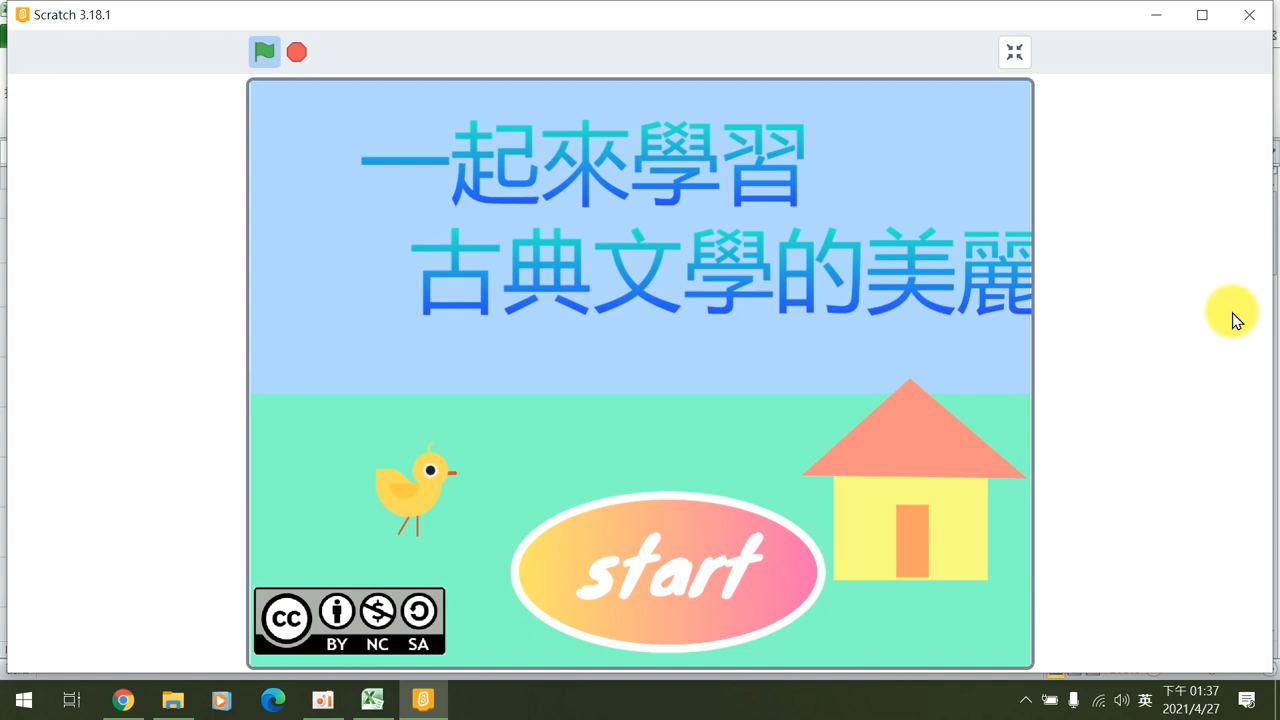 Scratch 3.18.1
一起來學習
古典文學的美麗
start
cc
BY NC SA
英
下午 01:37
2021/4/27